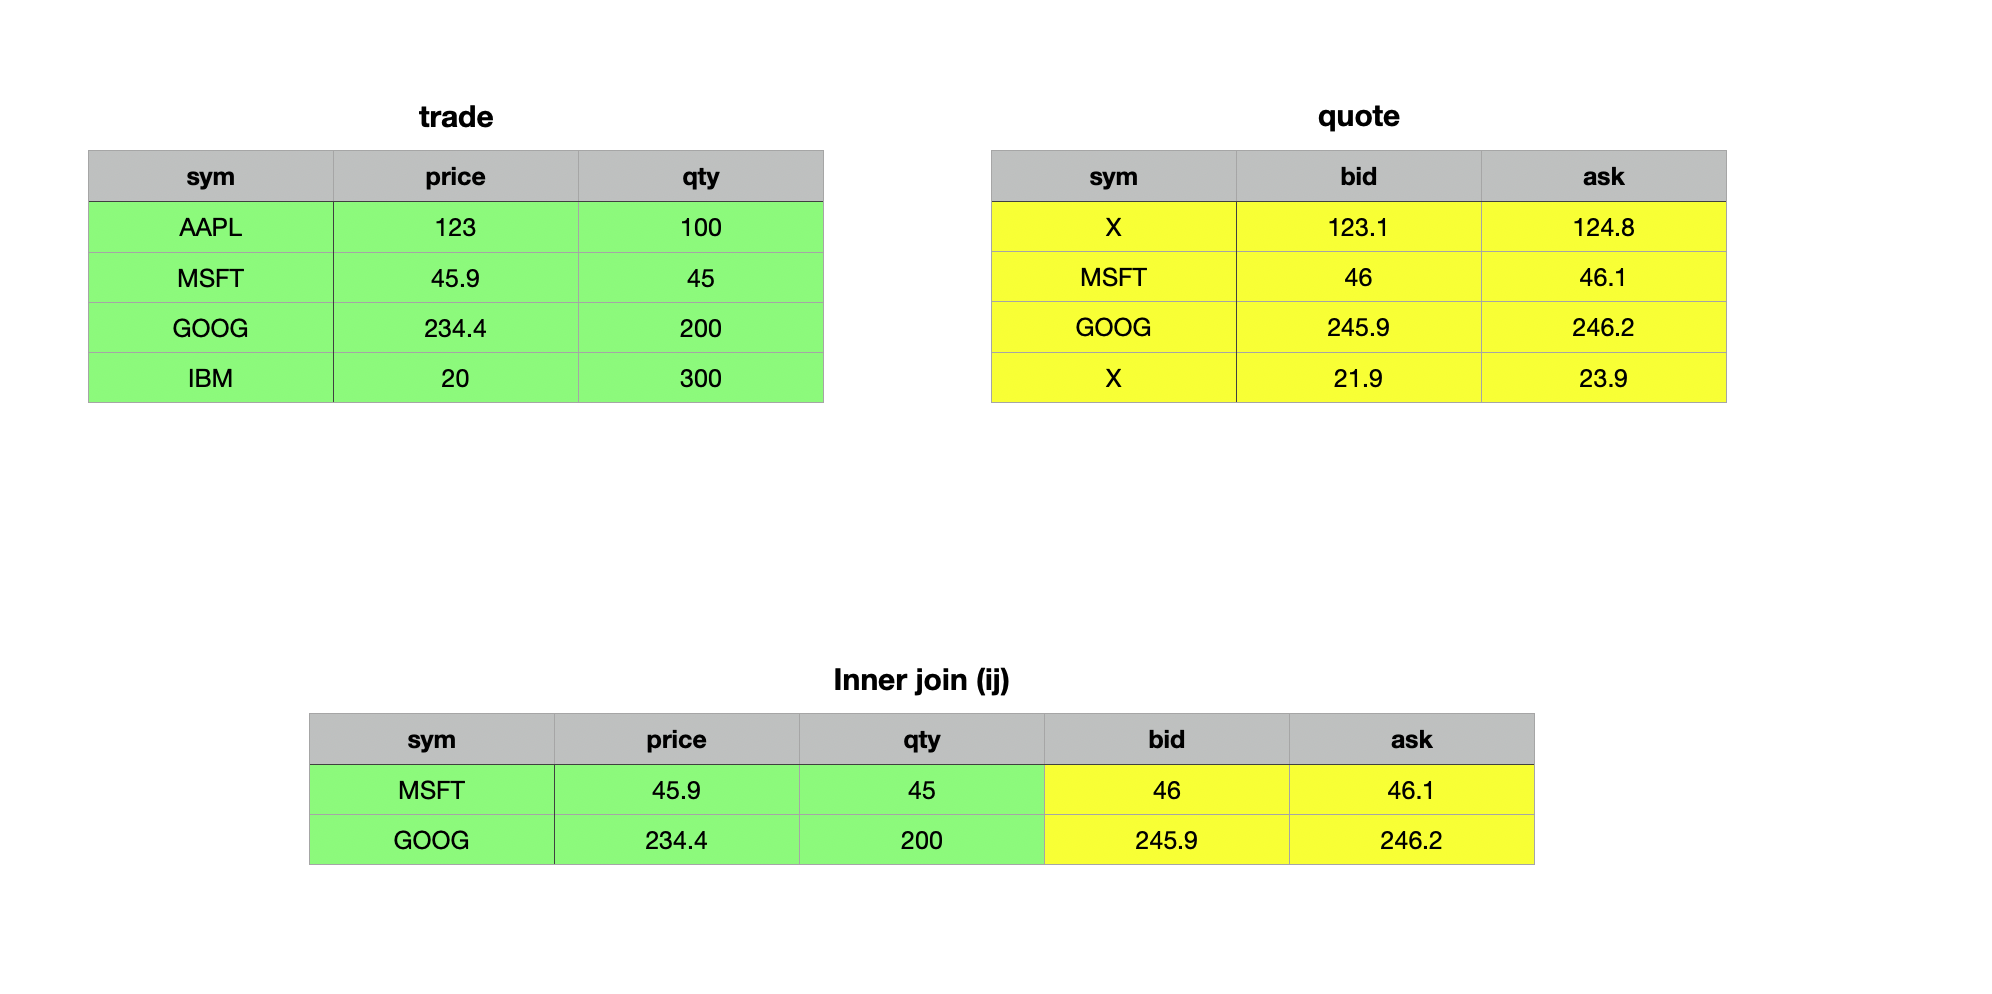 trade
sym price qty
AAPL 123 100
MSFT 45.9 45
GOOG 234.4 200
IBM 20 300
quote
sym bid ask
X 123.1 124.8
MSFT 46 46.1
GOOG 245.9 246.2
X 21.9 23.9
Inner join (ij)
sym price qty bid ask
MSFT 45.9 45 46 46.1
GOOG 234.4 200 245.9 246.2